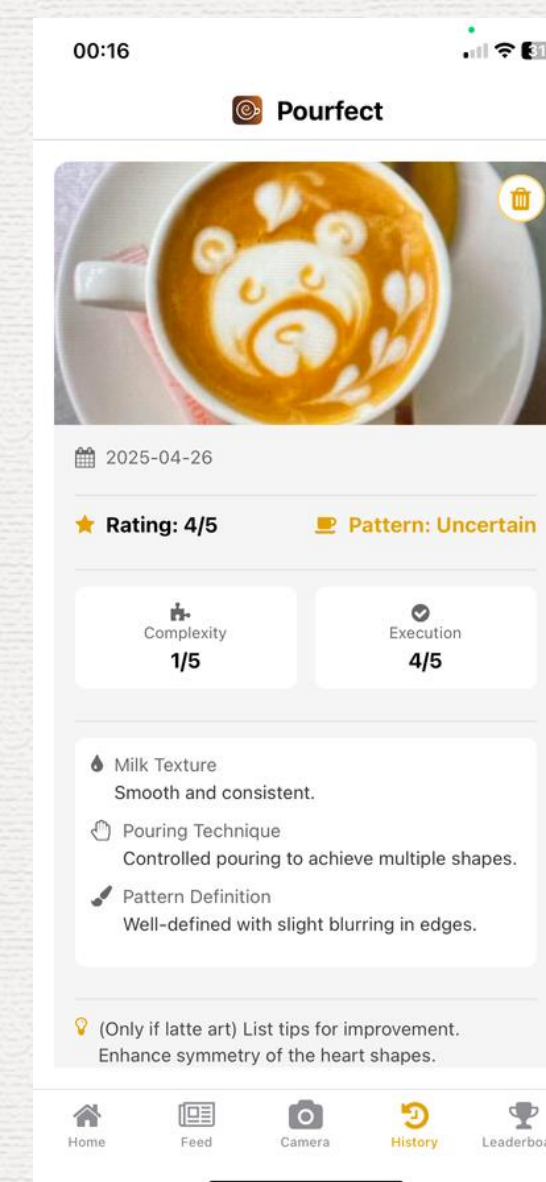 00:16
31
Pourfect
2025-04-26
Rating: 4/5
Pattern: Uncertain
Complexity
1/5
Execution
4/5
Milk Texture
Smooth and consistent.
Pouring Technique
Controlled pouring to achieve multiple shapes.
Pattern Definition
Well-defined with slight blurring in edges.
(Only if latte art) List tips for improvement.
Enhance symmetry of the heart shapes.
Home
Feed
Camera
History
Leaderboa